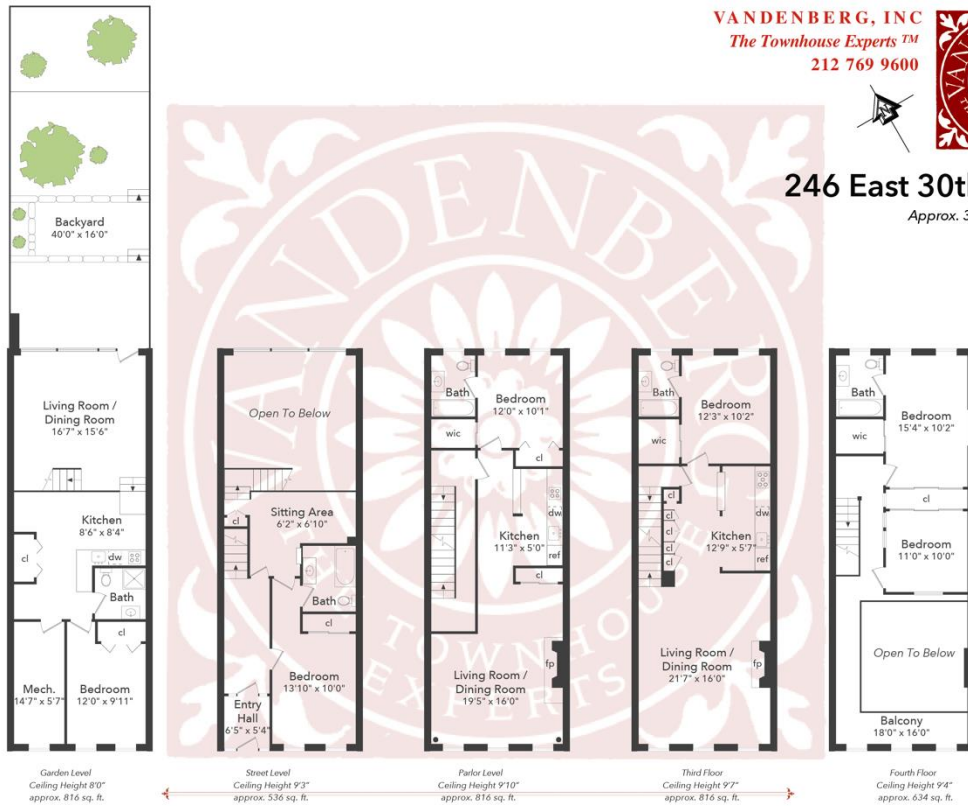 VANDENBERG, INC
The Townhouse Experts ™
212 769 9600
N
VAN
246 East 30th
Approx. 3
VANDENBERG
THE TOWNHOUSE EXPERTS
Backyard
40'0" x 16'0"
Living Room /
Dining Room
16'7" x 15'6"
Kitchen
8'6" x 8'4"
cl
dw
Bath
cl
Mech.
14'7" x 5'7"
Bedroom
12'0" x 9'11"
Garden Level
Ceiling Height 8'0"
approx. 816 sq. ft.
Open To Below
cl
Sitting Area
6'2" x 6'10"
Bath
cl
Bedroom
13'10" x 10'0"
Entry
Hall
6'5" x 5'4"
Street Level
Ceiling Height 9'3"
approx. 536 sq. ft.
Bath
Bedroom
12'0" x 10'1"
wic
cl
dw
Kitchen
11'3" x 5'0"
ref
cl
Living Room /
Dining Room
19'5" x 16'0"
fp
Parlor Level
Ceiling Height 9'10"
approx. 816 sq. ft.
Bath
Bedroom
12'3" x 10'2"
wic
cl
cl
cl
cl
cl
dw
Kitchen
12'9" x 5'7"
ref
Living Room /
Dining Room
21'7" x 16'0"
fp
Third Floor
Ceiling Height 9'7"
approx. 816 sq. ft.
Bath
Bedroom
15'4" x 10'2"
wic
cl
Bedroom
11'0" x 10'0"
Open To Below
Balcony
18'0" x 16'0"
Fourth Floor
Ceiling Height 9'4"
approx. 634 sq. ft.